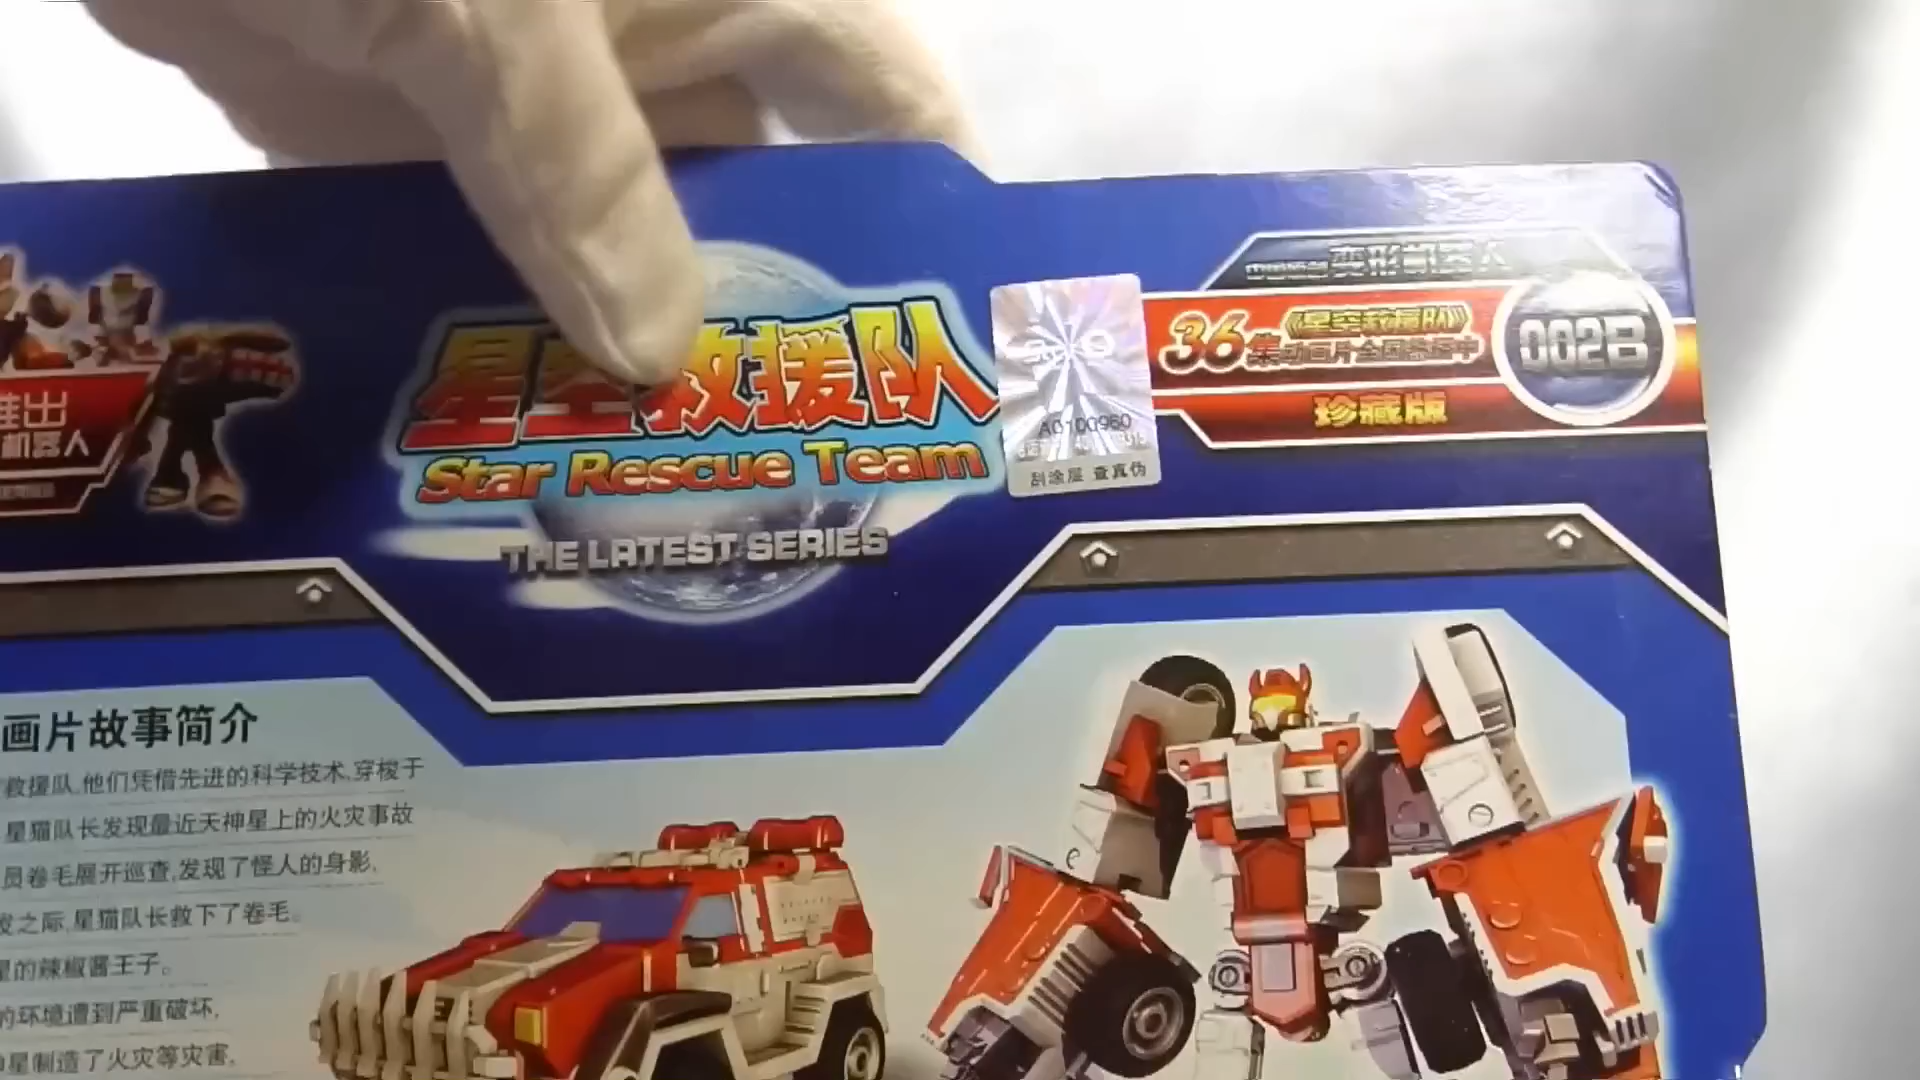 推出
机器人
星空救援队
Star Rescue Team
THE LATEST SERIES
A0100960
刮涂层 查真伪
变形机器人
36集
《星空救援队》
动画片全国热播中
珍藏版
002B
画片故事简介
救援队,他们凭借先进的科学技术,穿梭于
星猫队长发现最近天神星上的火灾事故
员卷毛展开巡查,发现了怪人的身影,
发之际,星猫队长救下了卷毛。
星的辣椒酱王子。
的环境遭到严重破坏,
神星制造了火灾等灾害,